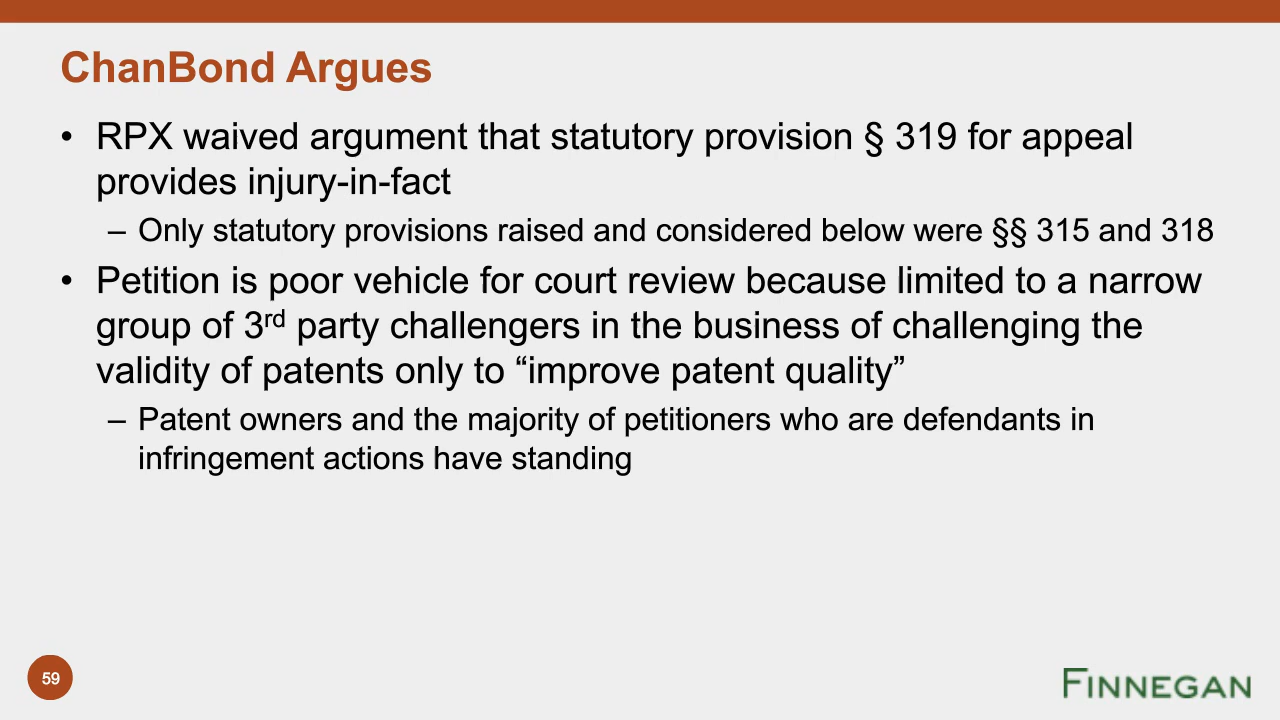 ChanBond Argues
• RPX waived argument that statutory provision § 319 for appeal
provides injury-in-fact
– Only statutory provisions raised and considered below were §§ 315 and 318
• Petition is poor vehicle for court review because limited to a narrow
group of 3rd party challengers in the business of challenging the
validity of patents only to “improve patent quality”
– Patent owners and the majority of petitioners who are defendants in
infringement actions have standing
59
FINNEGAN